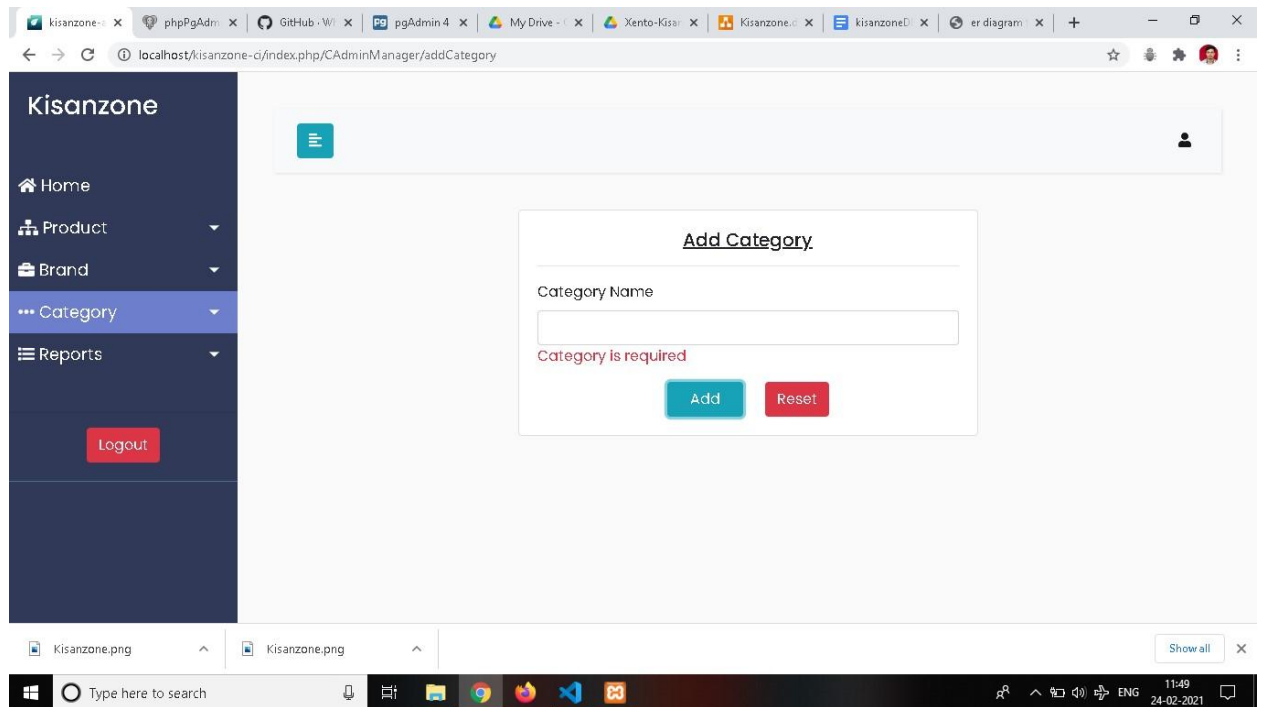 kisanzone-a
phpPgAdm
GitHub · W
pgAdmin 4
My Drive -
Xento-Kisan
Kisanzone.d
kisanzoneD
er diagram
localhost/kisanzone-ci/index.php/CAdminManager/addCategory
Kisanzone
Home
Product
Brand
Category
Reports
Logout
Add Category
Category Name
Category is required
Add Reset
Kisanzone.png
Kisanzone.png
Show all
Type here to search
ENG
11:49
24-02-2021